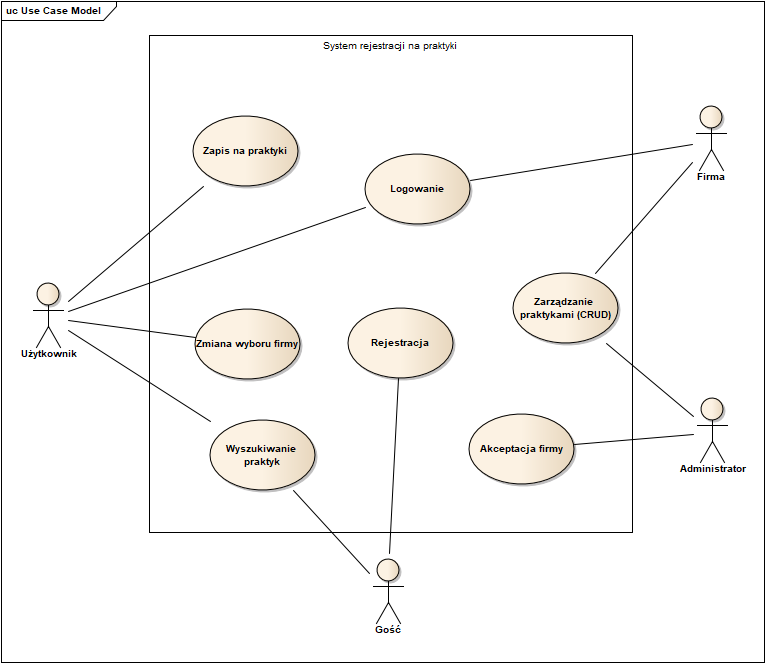 uc Use Case Model
System rejestracji na praktyki
Zapis na praktyki
Logowanie
Firma
Zarządzanie
praktykami (CRUD)
Użytkownik
Zmiana wyboru firmy
Rejestracja
Wyszukiwanie
praktyk
Akceptacja firmy
Administrator
Gość